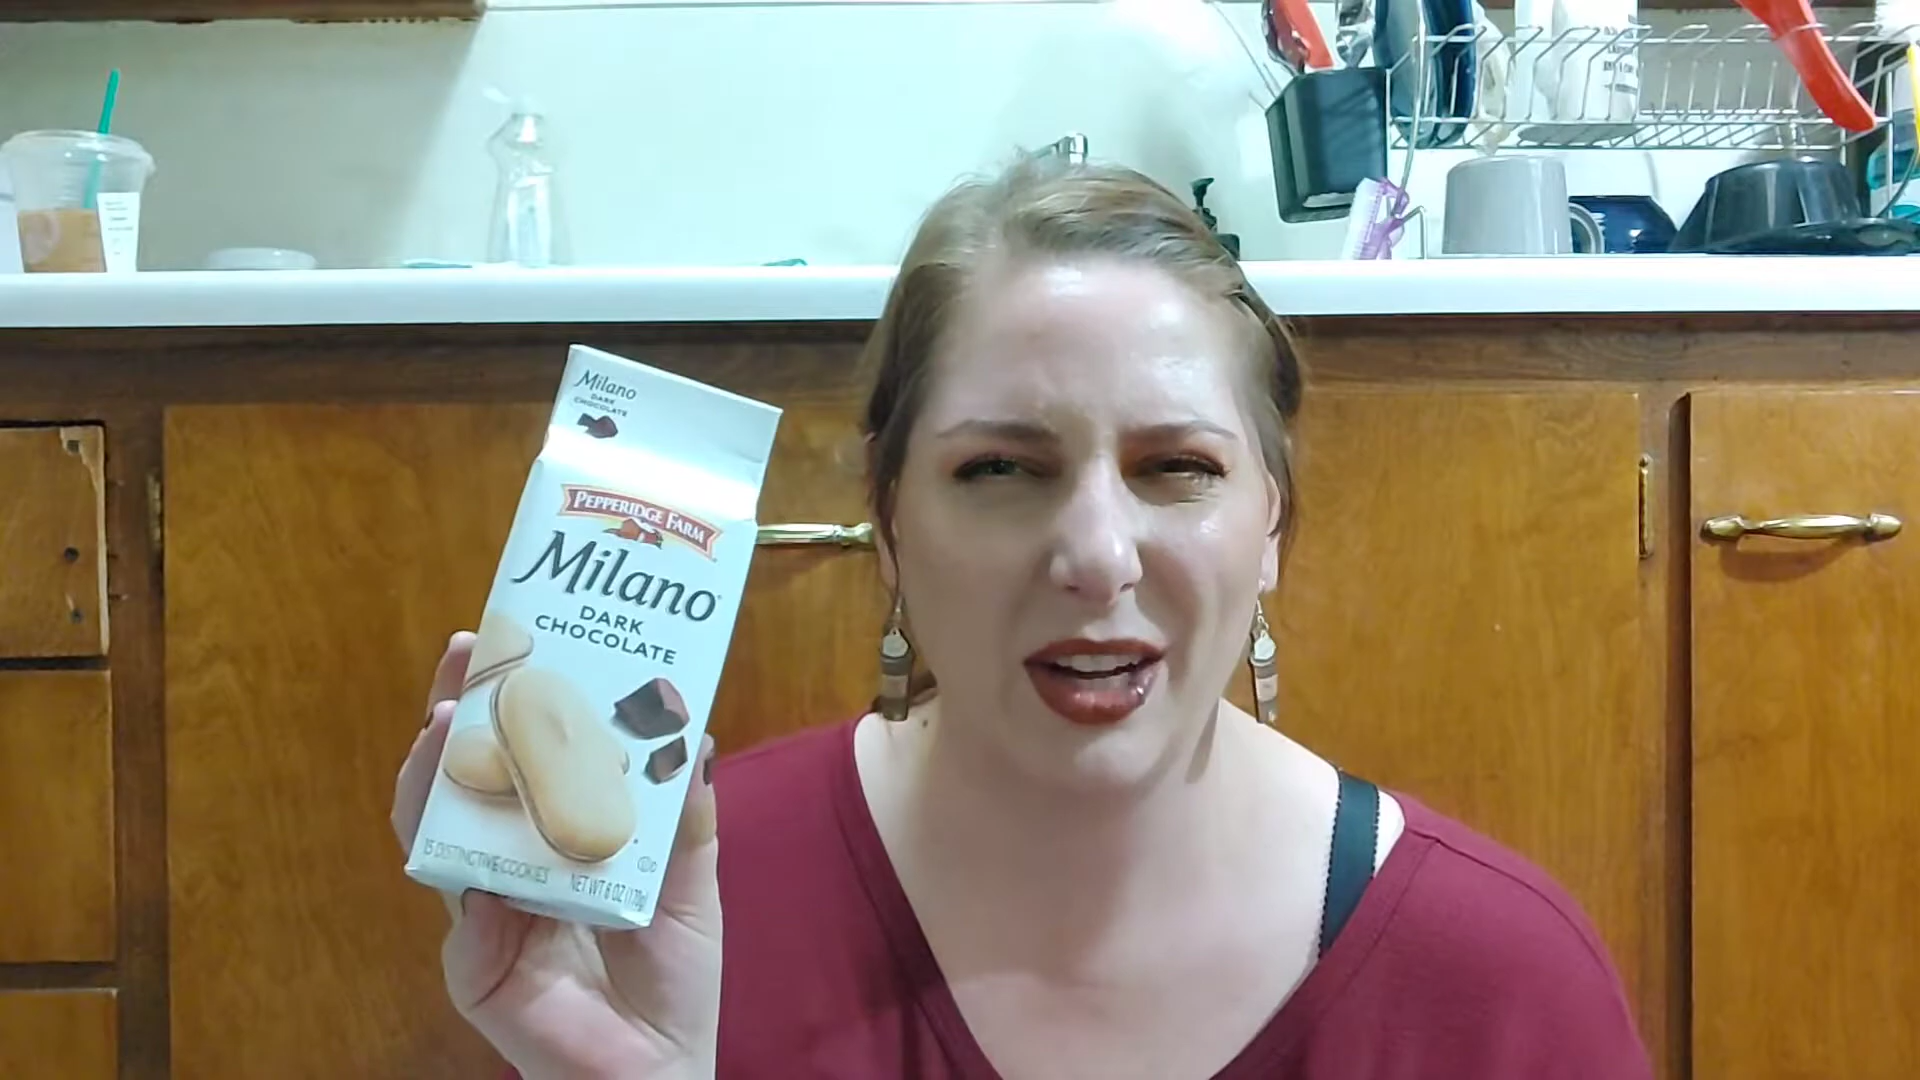 Milano
DARK
CHOCOLATE
PEPPERIDGE FARM
Milano
DARK
CHOCOLATE
15 DISTINCTIVE COOKIES
NET WT 6 OZ (170g)